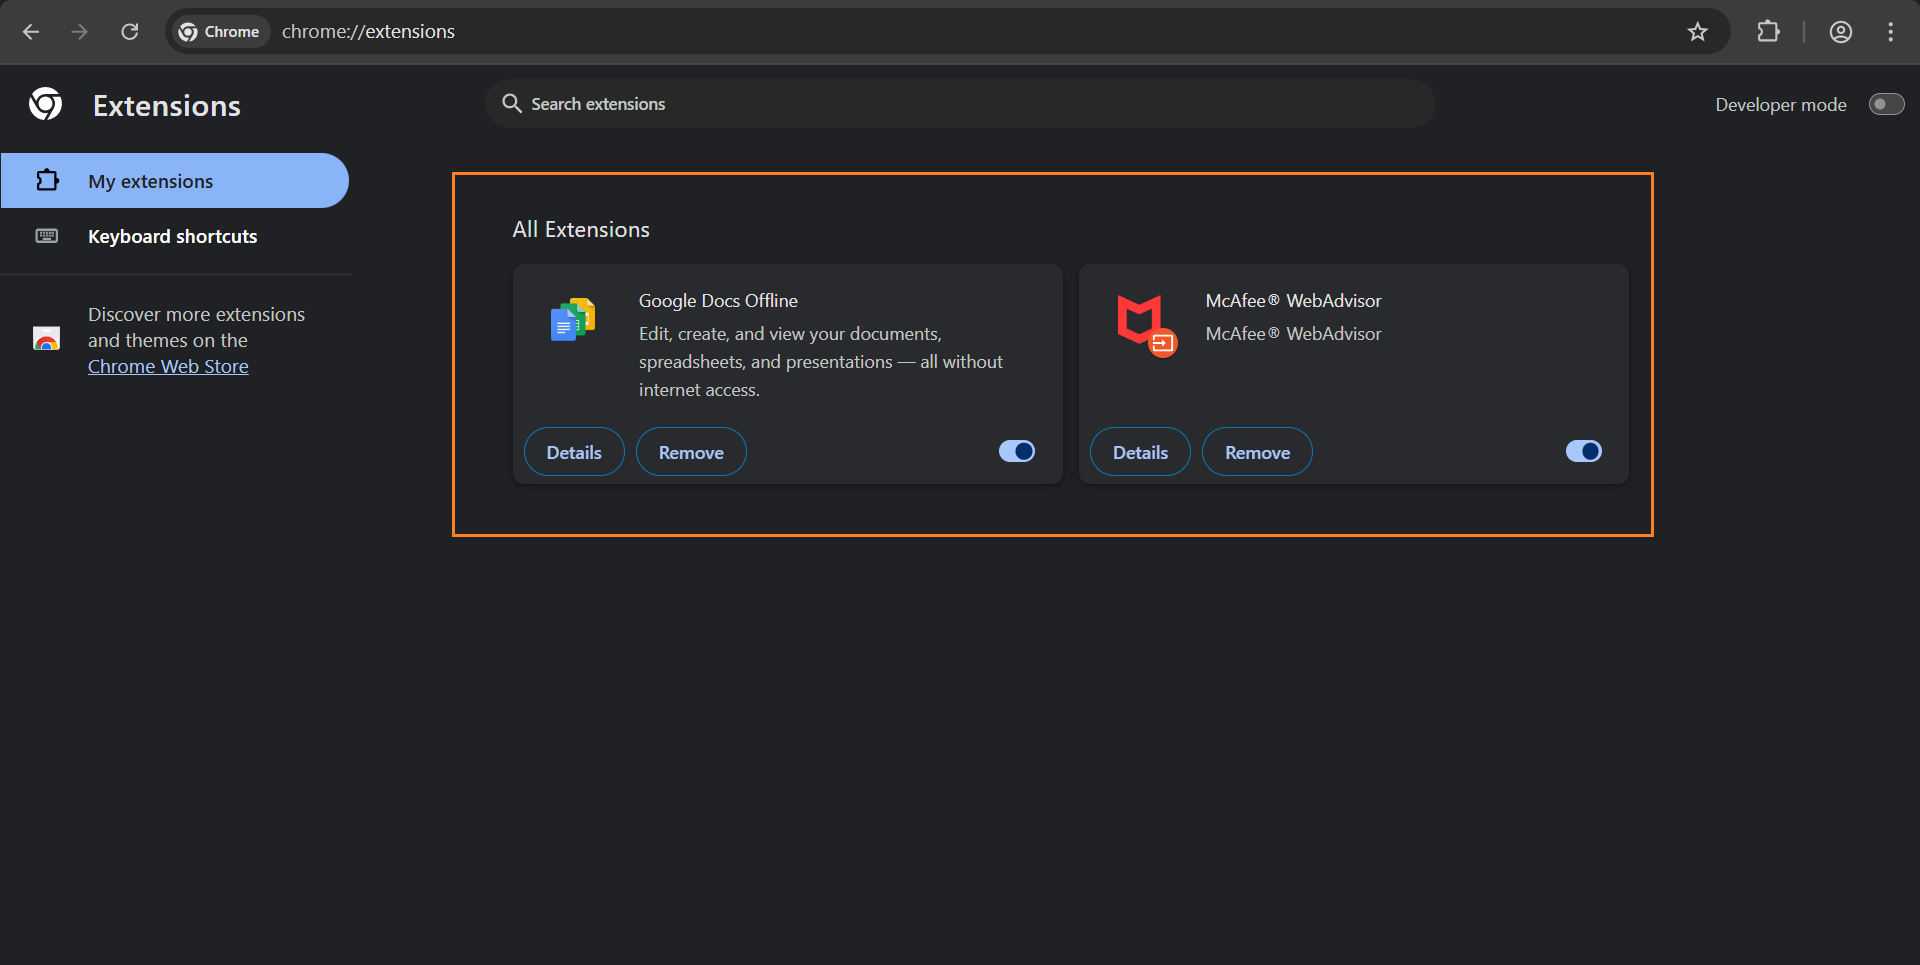 Chrome
chrome://extensions
Extensions
Search extensions
Developer mode
My extensions
Keyboard shortcuts
Discover more extensions
and themes on the
Chrome Web Store
All Extensions
Google Docs Offline
Edit, create, and view your documents,
spreadsheets, and presentations — all without
internet access.
Details
Remove
McAfee® WebAdvisor
McAfee® WebAdvisor
Details
Remove